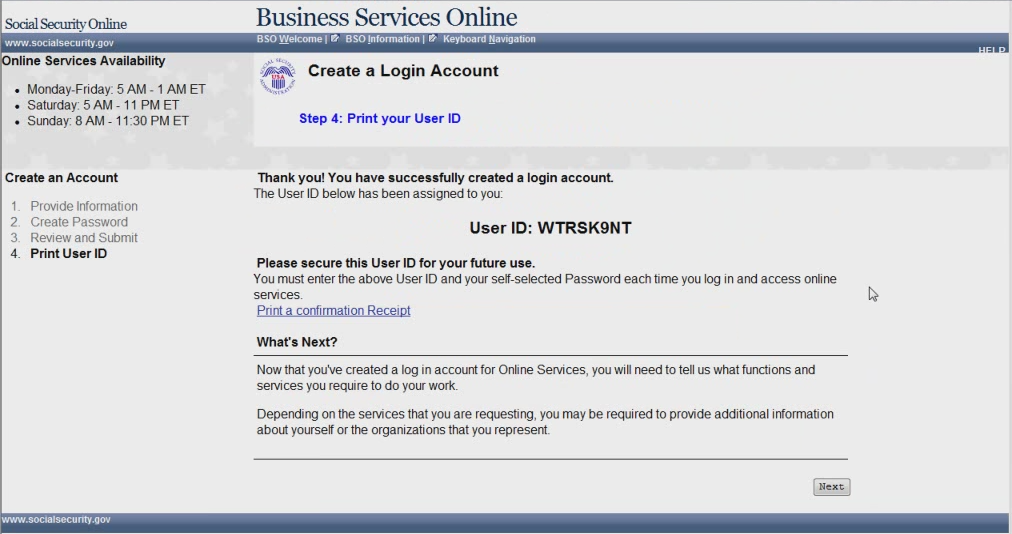 Social Security Online
Business Services Online
www.socialsecurity.gov
BSO Welcome | BSO Information | Keyboard Navigation
HELP
Online Services Availability
• Monday-Friday: 5 AM - 1 AM ET
• Saturday: 5 AM - 11 PM ET
• Sunday: 8 AM - 11:30 PM ET
SOCIAL SECURITY ADMINISTRATION
USA
Create a Login Account
Step 4: Print your User ID
Create an Account
1. Provide Information
2. Create Password
3. Review and Submit
4. Print User ID
Thank you! You have successfully created a login account.
The User ID below has been assigned to you:
User ID: WTRSK9NT
Please secure this User ID for your future use.
You must enter the above User ID and your self-selected Password each time you log in and access online
services.
Print a confirmation Receipt
What's Next?
Now that you've created a log in account for Online Services, you will need to tell us what functions and
services you require to do your work.
Depending on the services that you are requesting, you may be required to provide additional information
about yourself or the organizations that you represent.
Next
www.socialsecurity.gov